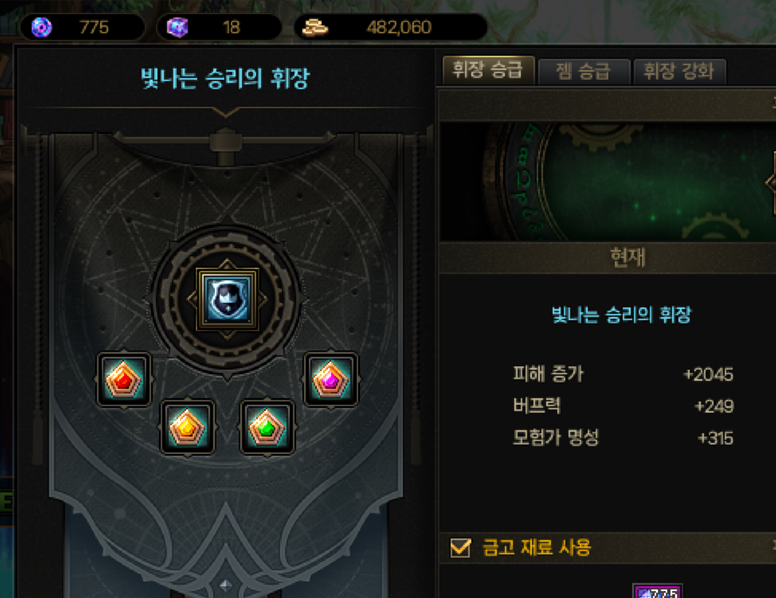 775 18 482,060
빛나는 승리의 휘장
휘장 승급 젬 승급 휘장 강화
현재
빛나는 승리의 휘장
피해 증가 +2045
버프력 +249
모험가 명성 +315
금고 재료 사용
775